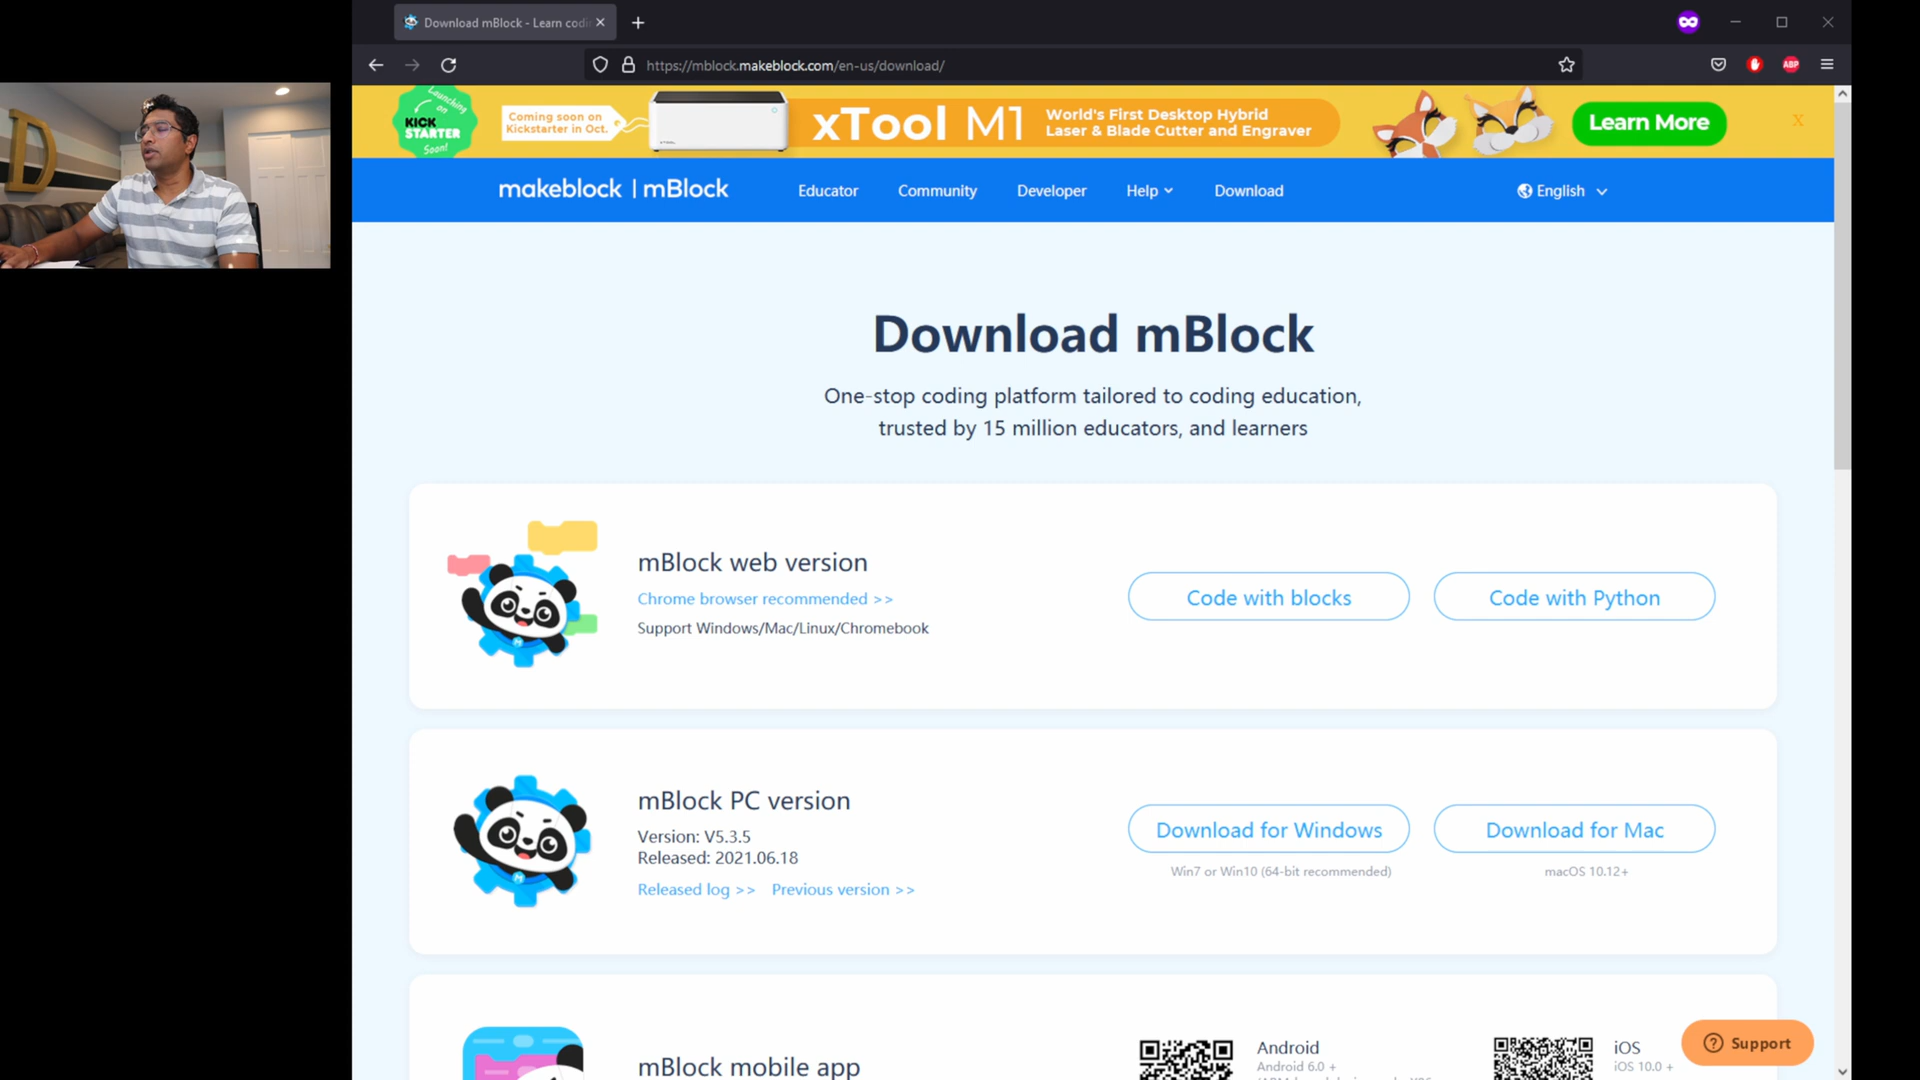 Download mBlock - Learn codi
https://mblock.makeblock.com/en-us/download/
ABP
Launching on
KICK
STARTER
Soon!
Coming soon on
Kickstarter in Oct.
xTool M1
World's First Desktop Hybrid
Laser & Blade Cutter and Engraver
Learn More
X
makeblock | mBlock
Educator
Community
Developer
Help
Download
English
Download mBlock
One-stop coding platform tailored to coding education,
trusted by 15 million educators, and learners
mBlock web version
Chrome browser recommended >>
Support Windows/Mac/Linux/Chromebook
Code with blocks
Code with Python
mBlock PC version
Version: V5.3.5
Released: 2021.06.18
Released log >> Previous version >>
Download for Windows
Win7 or Win10 (64-bit recommended)
Download for Mac
macOS 10.12+
mBlock mobile app
Android
Android 6.0 +
iOS
iOS 10.0 +
Support
D